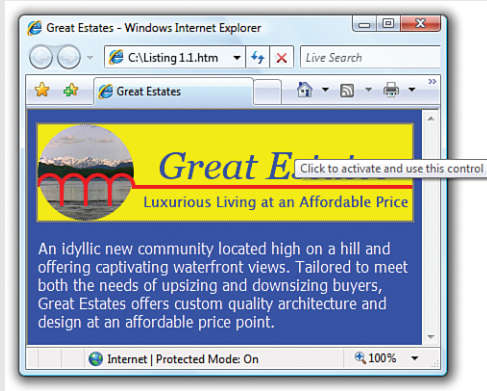 Great Estates - Windows Internet Explorer
C:\Listing 1.1.htm
Live Search
Great Estates
Great
Click to activate and use this control
Luxurious Living at an Affordable Price
An idyllic new community located high on a hill and
offering captivating waterfront views. Tailored to meet
both the needs of upsizing and downsizing buyers,
Great Estates offers custom quality architecture and
design at an affordable price point.
Internet | Protected Mode: On
100%